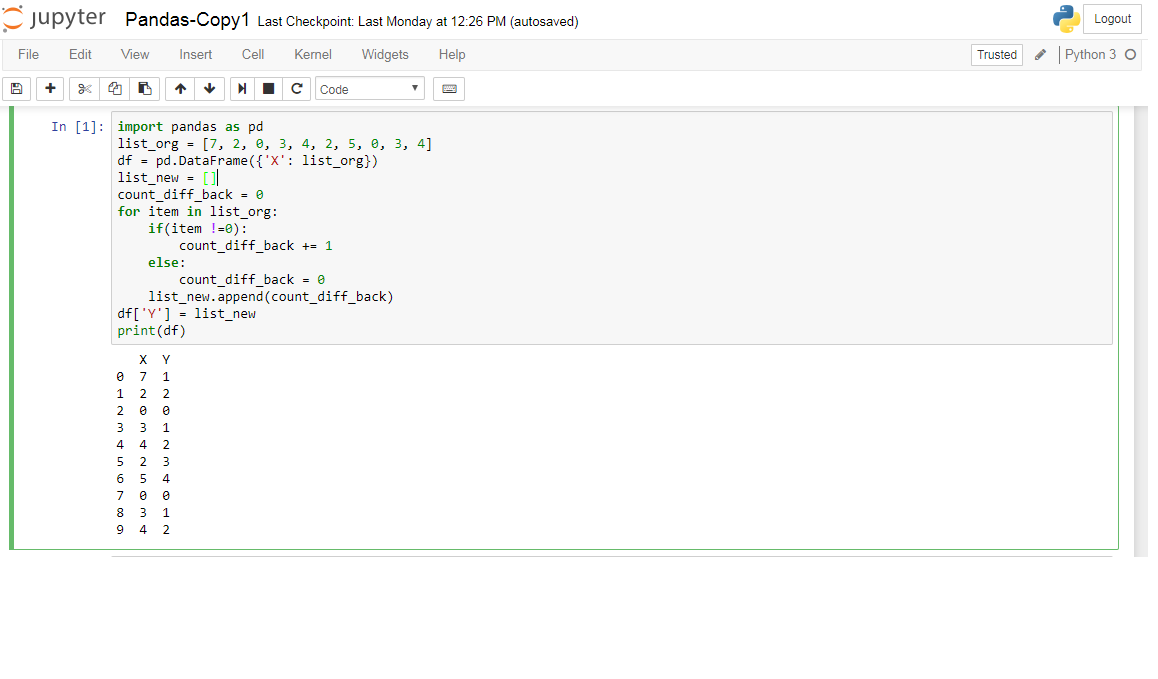 jupyter Pandas-Copy1 Last Checkpoint: Last Monday at 12:26 PM (autosaved) Logout
File Edit View Insert Cell Kernel Widgets Help Trusted Python 3
Code
In [1]: import pandas as pd
list_org = [7, 2, 0, 3, 4, 2, 5, 0, 3, 4]
df = pd.DataFrame({'X': list_org})
list_new = []
count_diff_back = 0
for item in list_org:
    if(item !=0):
        count_diff_back += 1
    else:
        count_diff_back = 0
    list_new.append(count_diff_back)
df['Y'] = list_new
print(df)
   X  Y
0  7  1
1  2  2
2  0  0
3  3  1
4  4  2
5  2  3
6  5  4
7  0  0
8  3  1
9  4  2